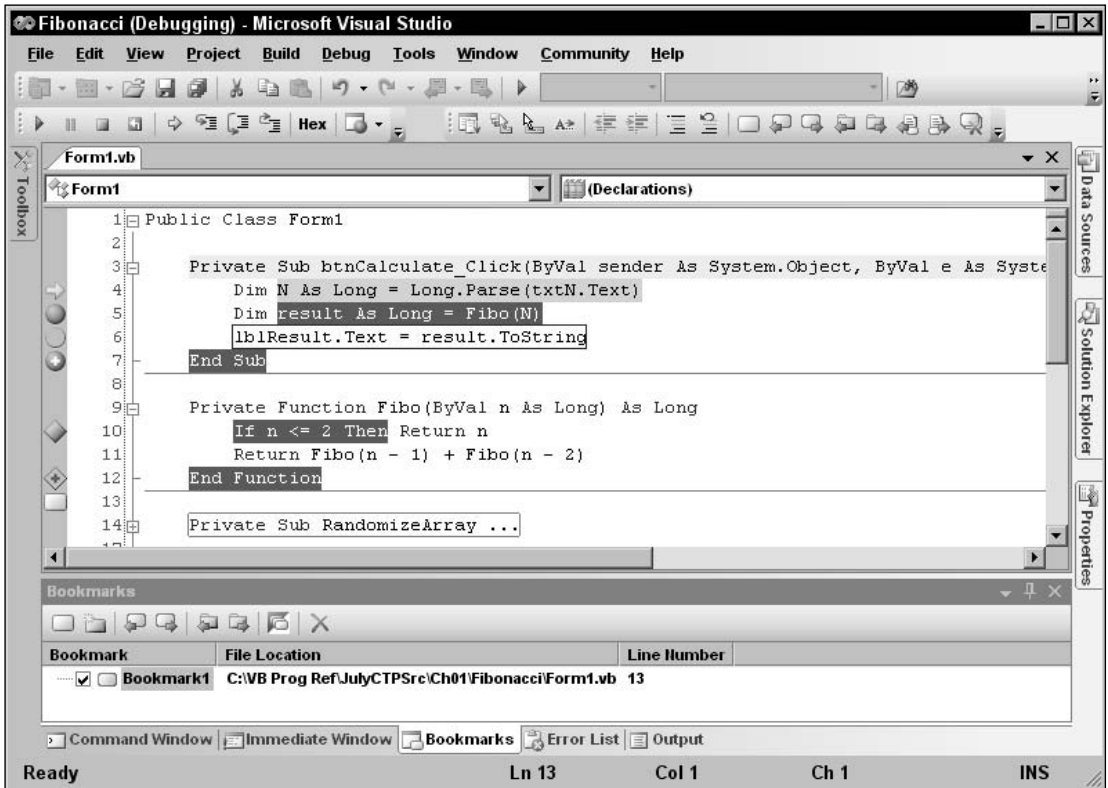 Fibonacci (Debugging) - Microsoft Visual Studio
File Edit View Project Build Debug Tools Window Community Help
Hex
Toolbox
Form1.vb
Form1 (Declarations)
1 Public Class Form1
2
3 Private Sub btnCalculate_Click(ByVal sender As System.Object, ByVal e As Syste
4 Dim N As Long = Long.Parse(txtN.Text)
5 Dim result As Long = Fibo(N)
6 lblResult.Text = result.ToString
7 End Sub
8
9 Private Function Fibo(ByVal n As Long) As Long
10 If n <= 2 Then Return n
11 Return Fibo(n - 1) + Fibo(n - 2)
12 End Function
13
14 Private Sub RandomizeArray ...
Data Sources
Solution Explorer
Properties
Bookmarks
Bookmark File Location Line Number
Bookmark1 C:\VB Prog Ref\JulyCTPSrc\Ch01\Fibonacci\Form1.vb 13
Command Window Immediate Window Bookmarks Error List Output
Ready Ln 13 Col 1 Ch 1 INS